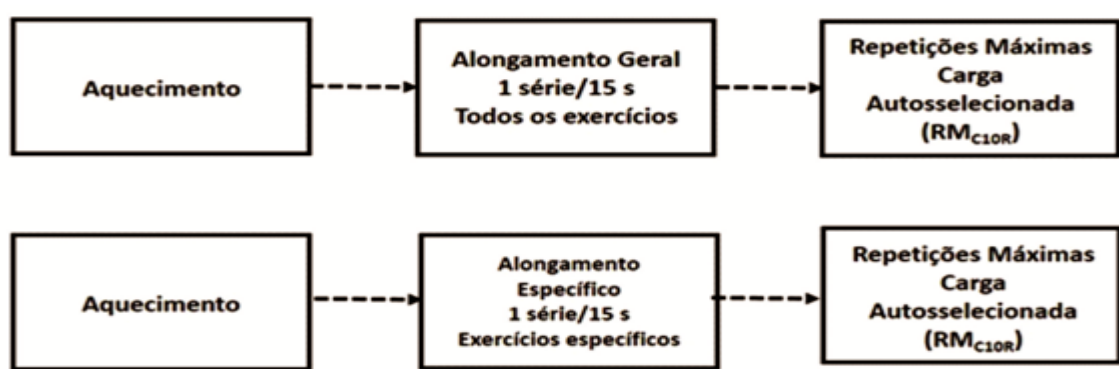 Aquecimento
Alongamento Geral
1 série/15 s
Todos os exercícios
Repetições Máximas
Carga
Autosselecionada
(RMC10R)
Aquecimento
Alongamento
Específico
1 série/15 s
Exercícios específicos
Repetições Máximas
Carga
Autosselecionada
(RMC10R)